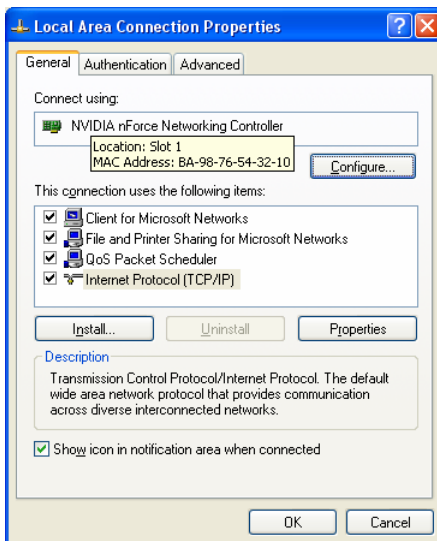 Local Area Connection Properties
General
Authentication
Advanced
Connect using:
NVIDIA nForce Networking Controller
Location: Slot 1
MAC Address: BA-98-76-54-32-10
Configure...
This connection uses the following items:
Client for Microsoft Networks
File and Printer Sharing for Microsoft Networks
QoS Packet Scheduler
Internet Protocol (TCP/IP)
Install...
Uninstall
Properties
Description
Transmission Control Protocol/Internet Protocol. The default
wide area network protocol that provides communication
across diverse interconnected networks.
Show icon in notification area when connected
OK
Cancel